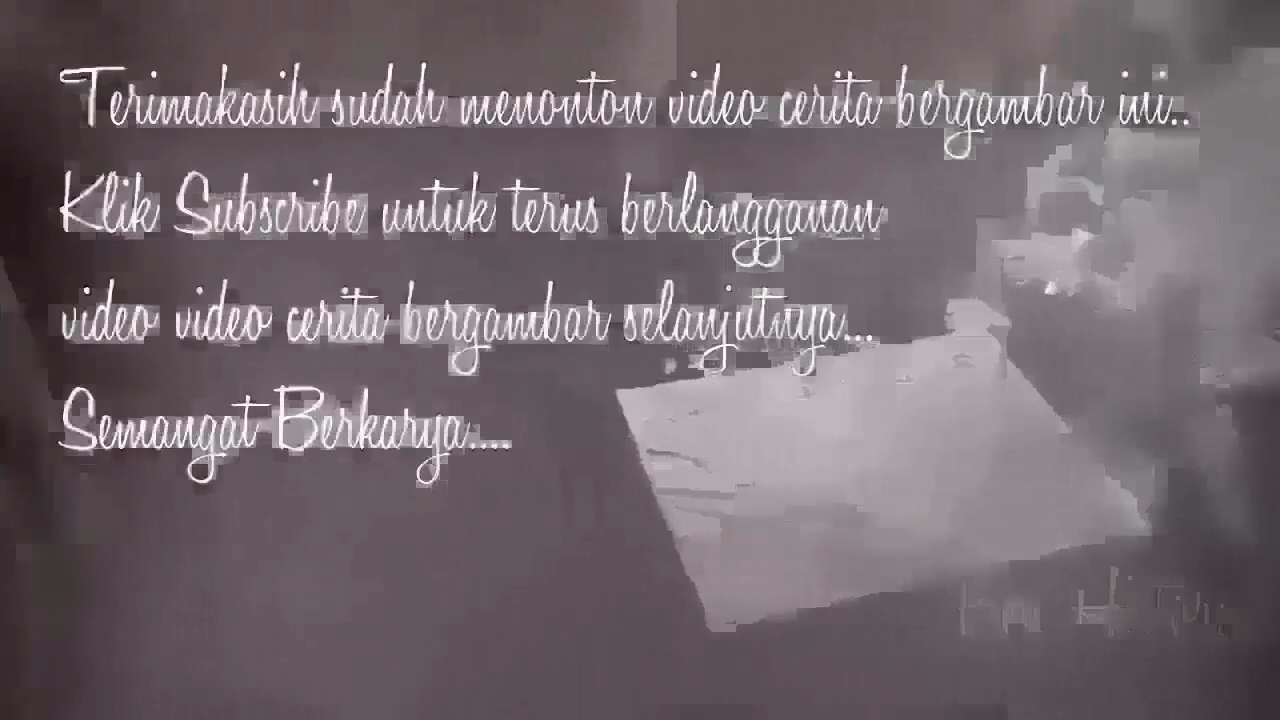 Terimakasih sudah menonton video cerita bergambar ini..
Klik Subscribe untuk terus berlangganan
video video cerita bergambar selanjutnya...
Semangat Berkarya....